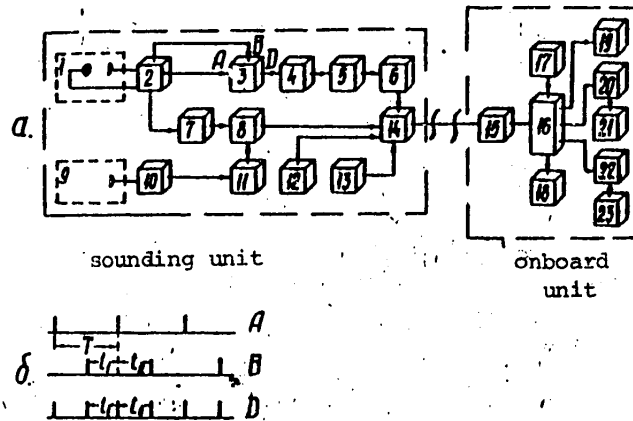 1 2 A B 3 D 4 5 6
17 19
20
а. 7 8 14 15 16 21
9 10 11 12 13 18 22
23
sounding unit
onboard
unit
A
T
б. t t B
t t D